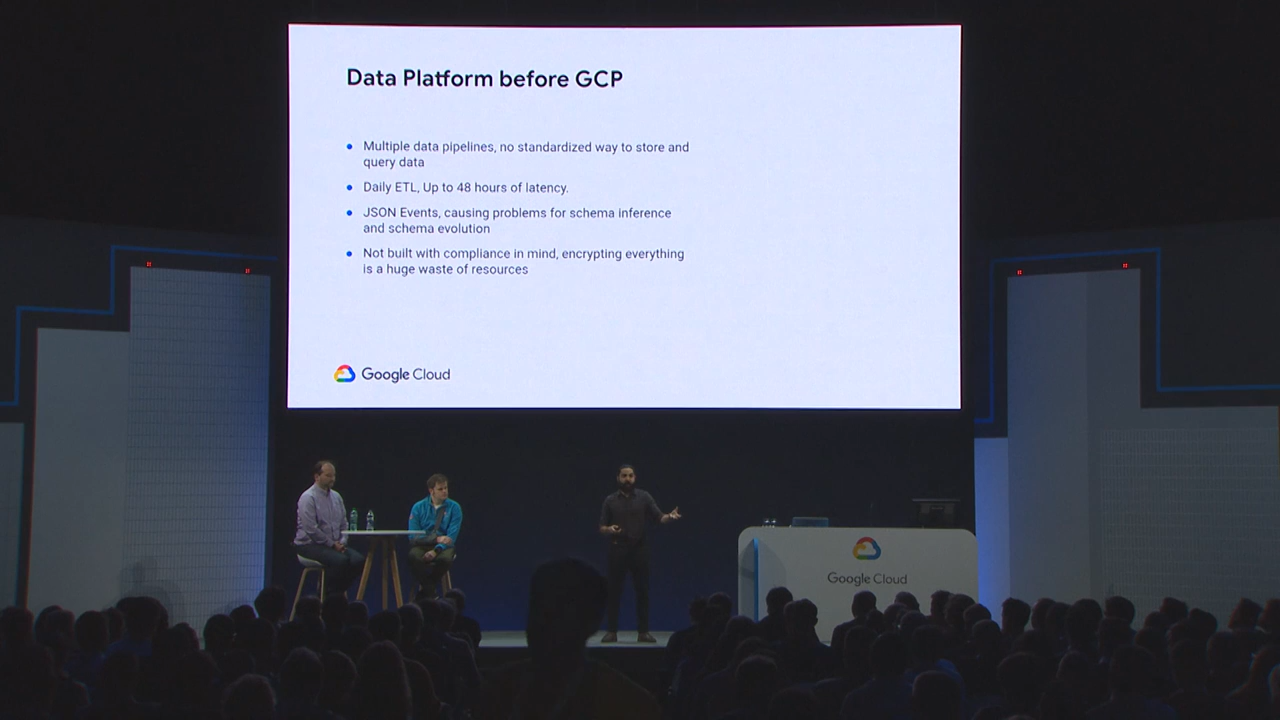 Data Platform before GCP
Multiple data pipelines, no standardized way to store and
query data
Daily ETL, Up to 48 hours of latency.
JSON Events, causing problems for schema inference
and schema evolution
Not built with compliance in mind, encrypting everything
is a huge waste of resources
Google Cloud
Google Cloud